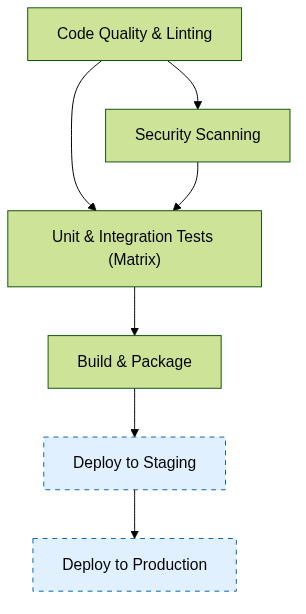 Code Quality & Linting
Security Scanning
Unit & Integration Tests
(Matrix)
Build & Package
Deploy to Staging
Deploy to Production